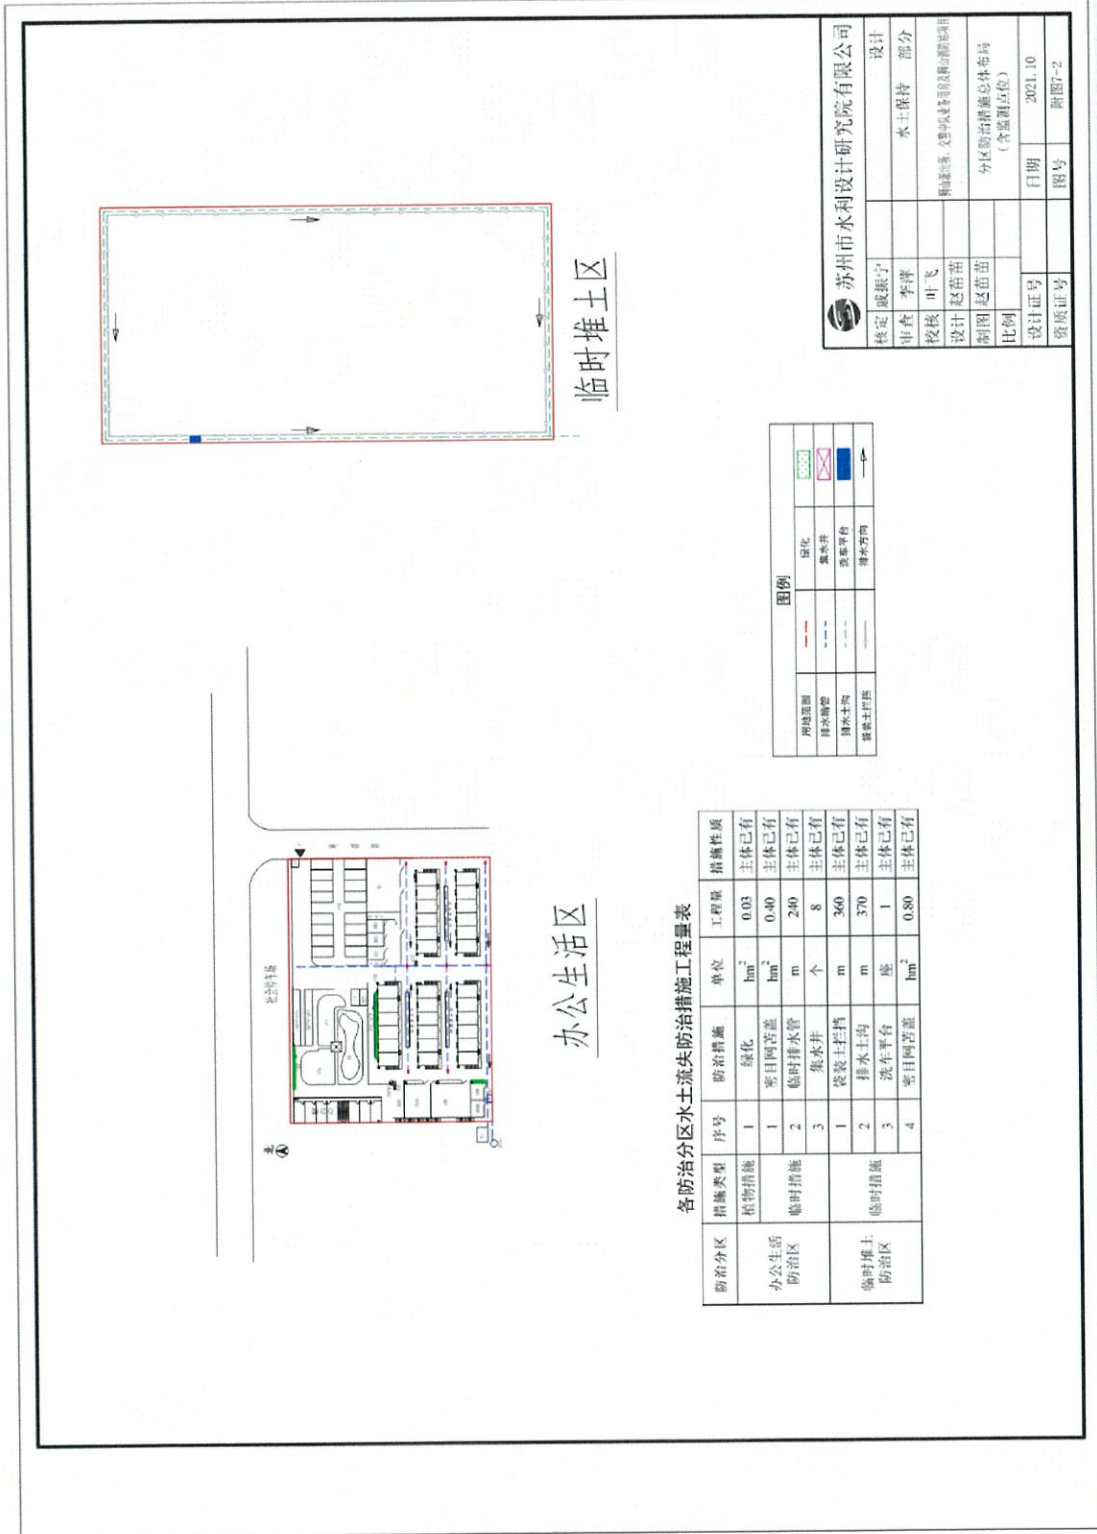 社会停车场
北
办公生活区
临时堆土区
各防治分区水土流失防治措施工程量表
防治分区 措施类型 序号 防治措施 单位 工程量 措施性质
办公生活防治区 植物措施 1 绿化 hm² 0.03 主体已有
临时措施 1 密目网苫盖 hm² 0.40 主体已有
2 临时排水管 m 240 主体已有
3 集水井 个 8 主体已有
临时堆土防治区 临时措施 1 袋装土拦挡 m 360 主体已有
2 排水土沟 m 370 主体已有
3 洗车平台 座 1 主体已有
4 密目网苫盖 hm² 0.80 主体已有
图例
用地范围 绿化
排水暗管 集水井
排水土沟 洗车平台
袋装土拦挡 排水方向
苏州市水利设计研究院有限公司
核定 戚振宁 设计
审查 李萍 水土保持 部分
校核 叶飞
设计 赵苗苗
制图 赵苗苗 分区防治措施总体布局
比例 (含监测点位)
设计证号 日期 2021.10
资质证号 图号 附图7-2